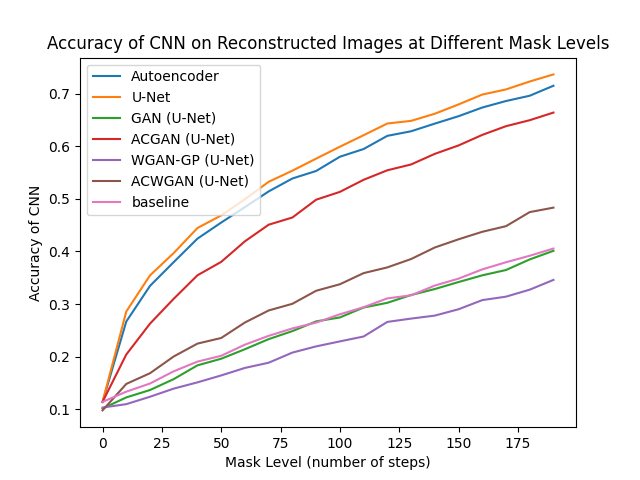 Accuracy of CNN on Reconstructed Images at Different Mask Levels
Autoencoder
U-Net
GAN (U-Net)
ACGAN (U-Net)
WGAN-GP (U-Net)
ACWGAN (U-Net)
baseline
Accuracy of CNN
0.7
0.6
0.5
0.4
0.3
0.2
0.1
0 25 50 75 100 125 150 175
Mask Level (number of steps)